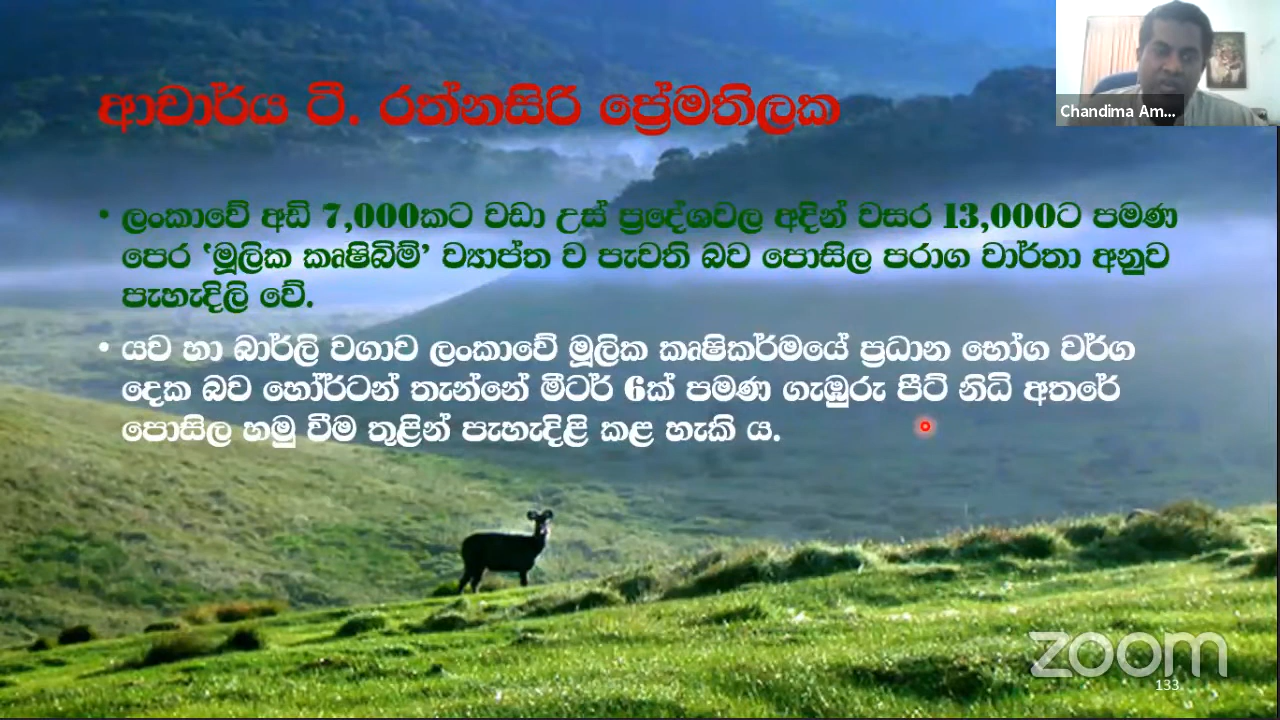 ආචාර්ය ටී. රත්නසිරි ප්‍රේමතිලක
Chandima Am...
• ලංකාවේ අඩි 7,000කට වඩා උස් ප්‍රදේශවල අදින් වසර 13,000ට පමණ
පෙර ‘මූලික කෘෂිබිම්’ ව්‍යාප්ත ව පැවති බව පොසිල පරාග වාර්තා අනුව
පැහැදිලි වේ.
• යව හා බාර්ලි වගාව ලංකාවේ මූලික කෘෂිකර්මයේ ප්‍රධාන භෝග වර්ග
දෙක බව හෝර්ටන් තැන්නේ මීටර් 6ක් පමණ ගැඹුරු පීට් නිධි අතරේ
පොසිල හමු වීම තුළින් පැහැදිළි කළ හැකි ය.
zoom
133